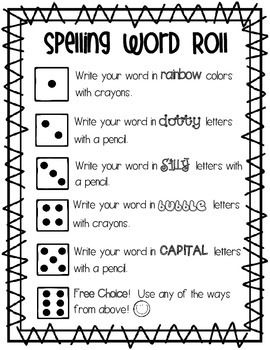 Spelling Word Roll
Write your word in rainbow colors
with crayons.
Write your word in dotty letters
with a pencil.
Write your word in silly letters with
a pencil.
Write your word in bubble letters
with crayons.
Write your word in CAPITAL letters
with a pencil.
Free Choice! Use any of the ways
from above!